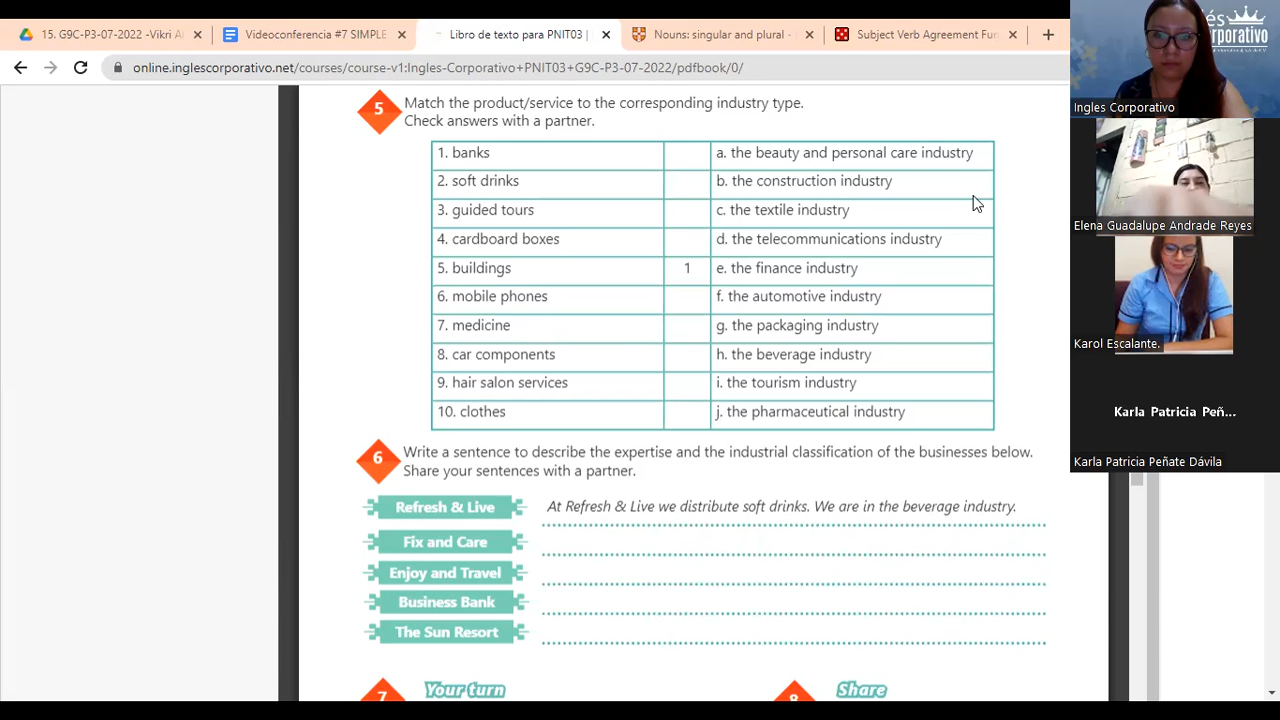 15. G9C-P3-07-2022 -Vikri A
Videoconferencia #7 SIMPLE
Libro de texto para PNIT03 |
Nouns: singular and plural -
Subject Verb Agreement Fun
online.inglescorporativo.net/courses/course-v1:Ingles-Corporativo+PNIT03+G9C-P3-07-2022/pdfbook/0/
5
Match the product/service to the corresponding industry type.
Check answers with a partner.
1. banks a. the beauty and personal care industry
2. soft drinks b. the construction industry
3. guided tours c. the textile industry
4. cardboard boxes d. the telecommunications industry
5. buildings 1 e. the finance industry
6. mobile phones f. the automotive industry
7. medicine g. the packaging industry
8. car components h. the beverage industry
9. hair salon services i. the tourism industry
10. clothes j. the pharmaceutical industry
6
Write a sentence to describe the expertise and the industrial classification of the businesses below.
Share your sentences with a partner.
Refresh & Live At Refresh & Live we distribute soft drinks. We are in the beverage industry.
Fix and Care
Enjoy and Travel
Business Bank
The Sun Resort
7 Your turn
8 Share
Ingles Corporativo
Elena Guadalupe Andrade Reyes
Karol Escalante.
Karla Patricia Peñ...
Karla Patricia Peñate Dávila